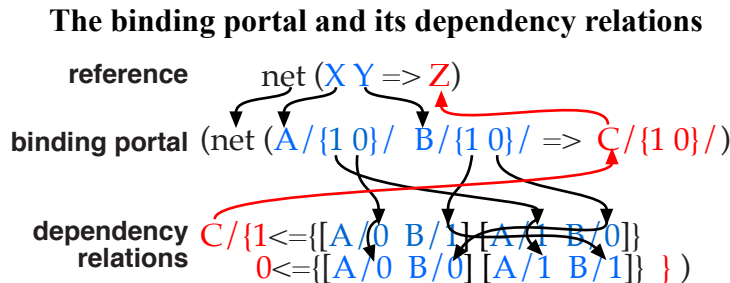 The binding portal and its dependency relations
reference net (X Y => Z)
binding portal (net (A/{1 0}/ B/{1 0}/ => C/{1 0}/)
dependency C/{1<={[A/0 B/1] [A/1 B/0]}
relations 0<={[A/0 B/0] [A/1 B/1]} } )